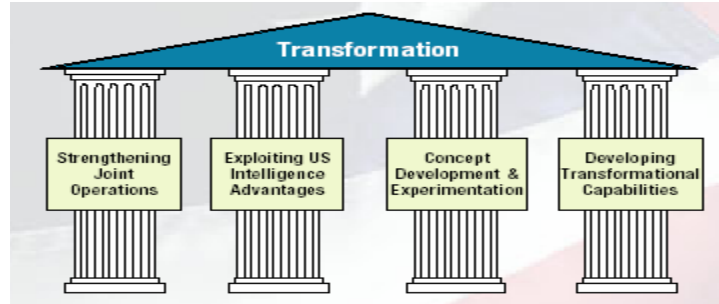 Transformation
Strengthening
Joint
Operations
Exploiting US
Intelligence
Advantages
Concept
Development &
Experimentation
Developing
Transformational
Capabilities